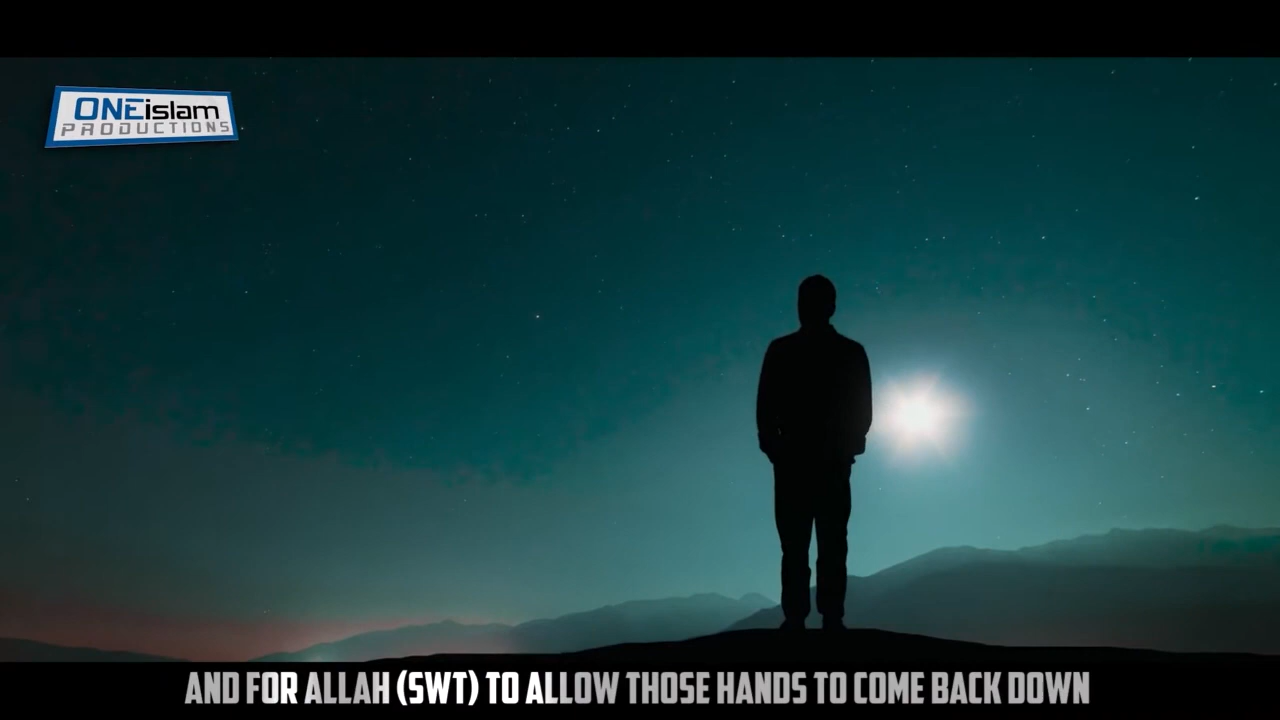 ONEislam
PRODUCTIONS
AND FOR ALLAH (SWT) TO ALLOW THOSE HANDS TO COME BACK DOWN